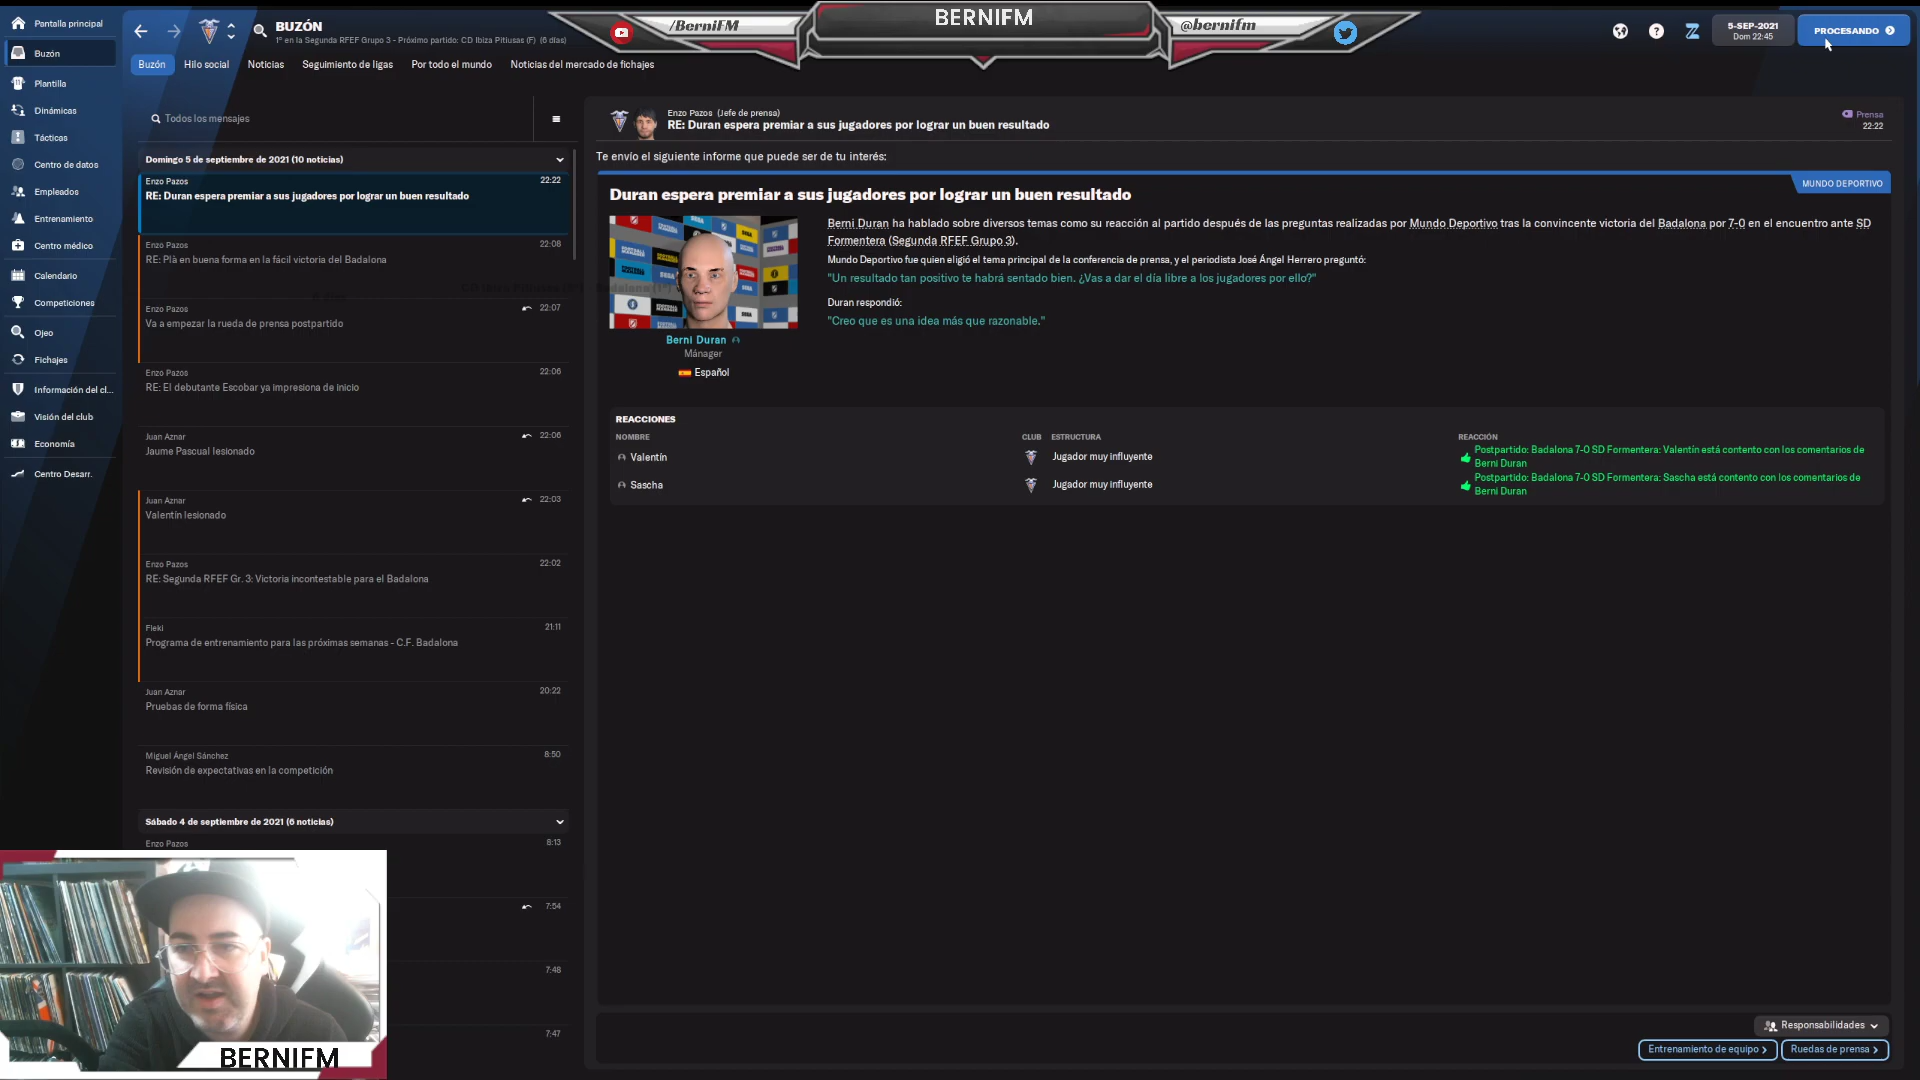 Pantalla principal
Buzón
Plantilla
Dinámicas
Tácticas
Centro de datos
Empleados
Entrenamiento
Centro médico
Calendario
Competiciones
Ojeo
Fichajes
Información del cl...
Visión del club
Economía
Centro Desarr.
BUZÓN
1º en la Segunda RFEF Grupo 3 - Próximo partido: CD Ibiza Pitiusas (F) (6 días)
/BerniFM
BERNIFM
@bernifm
5-SEP-2021
Dom 22:45
PROCESANDO
Buzón
Hilo social
Noticias
Seguimiento de ligas
Por todo el mundo
Noticias del mercado de fichajes
Todos los mensajes
Domingo 5 de septiembre de 2021 (10 noticias)
Enzo Pazos 22:22
RE: Duran espera premiar a sus jugadores por lograr un buen resultado
Enzo Pazos 22:08
RE: Plà en buena forma en la fácil victoria del Badalona
Enzo Pazos 22:07
Va a empezar la rueda de prensa postpartido
Enzo Pazos 22:06
RE: El debutante Escobar ya impresiona de inicio
Juan Aznar 22:06
Jaume Pascual lesionado
Juan Aznar 22:03
Valentín lesionado
Enzo Pazos 22:02
RE: Segunda RFEF Gr. 3: Victoria incontestable para el Badalona
Fleki 21:11
Programa de entrenamiento para las próximas semanas - C.F. Badalona
Juan Aznar 20:22
Pruebas de forma física
Miguel Ángel Sánchez 8:50
Revisión de expectativas en la competición
Sábado 4 de septiembre de 2021 (6 noticias)
Enzo Pazos 8:13
7:54
7:48
7:47
BERNIFM
Enzo Pazos (Jefe de prensa)
RE: Duran espera premiar a sus jugadores por lograr un buen resultado
Prensa
22:22
Te envío el siguiente informe que puede ser de tu interés:
MUNDO DEPORTIVO
Duran espera premiar a sus jugadores por lograr un buen resultado
Berni Duran ha hablado sobre diversos temas como su reacción al partido después de las preguntas realizadas por Mundo Deportivo tras la convincente victoria del Badalona por 7-0 en el encuentro ante SD
Formentera (Segunda RFEF Grupo 3).
Mundo Deportivo fue quien eligió el tema principal de la conferencia de prensa, y el periodista José Ángel Herrero preguntó:
"Un resultado tan positivo te habrá sentado bien. ¿Vas a dar el día libre a los jugadores por ello?"
Duran respondió:
"Creo que es una idea más que razonable."
Berni Duran
Mánager
Español
REACCIONES
NOMBRE CLUB ESTRUCTURA REACCIÓN
Valentín Jugador muy influyente Postpartido: Badalona 7-0 SD Formentera: Valentín está contento con los comentarios de
Berni Duran
Sascha Jugador muy influyente Postpartido: Badalona 7-0 SD Formentera: Sascha está contento con los comentarios de
Berni Duran
Responsabilidades
Entrenamiento de equipo
Ruedas de prensa